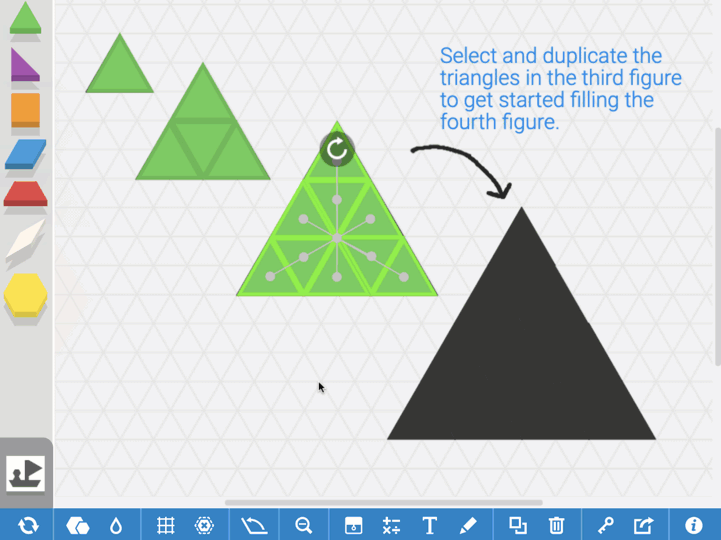 Select and duplicate the
triangles in the third figure
to get started filling the
fourth figure.